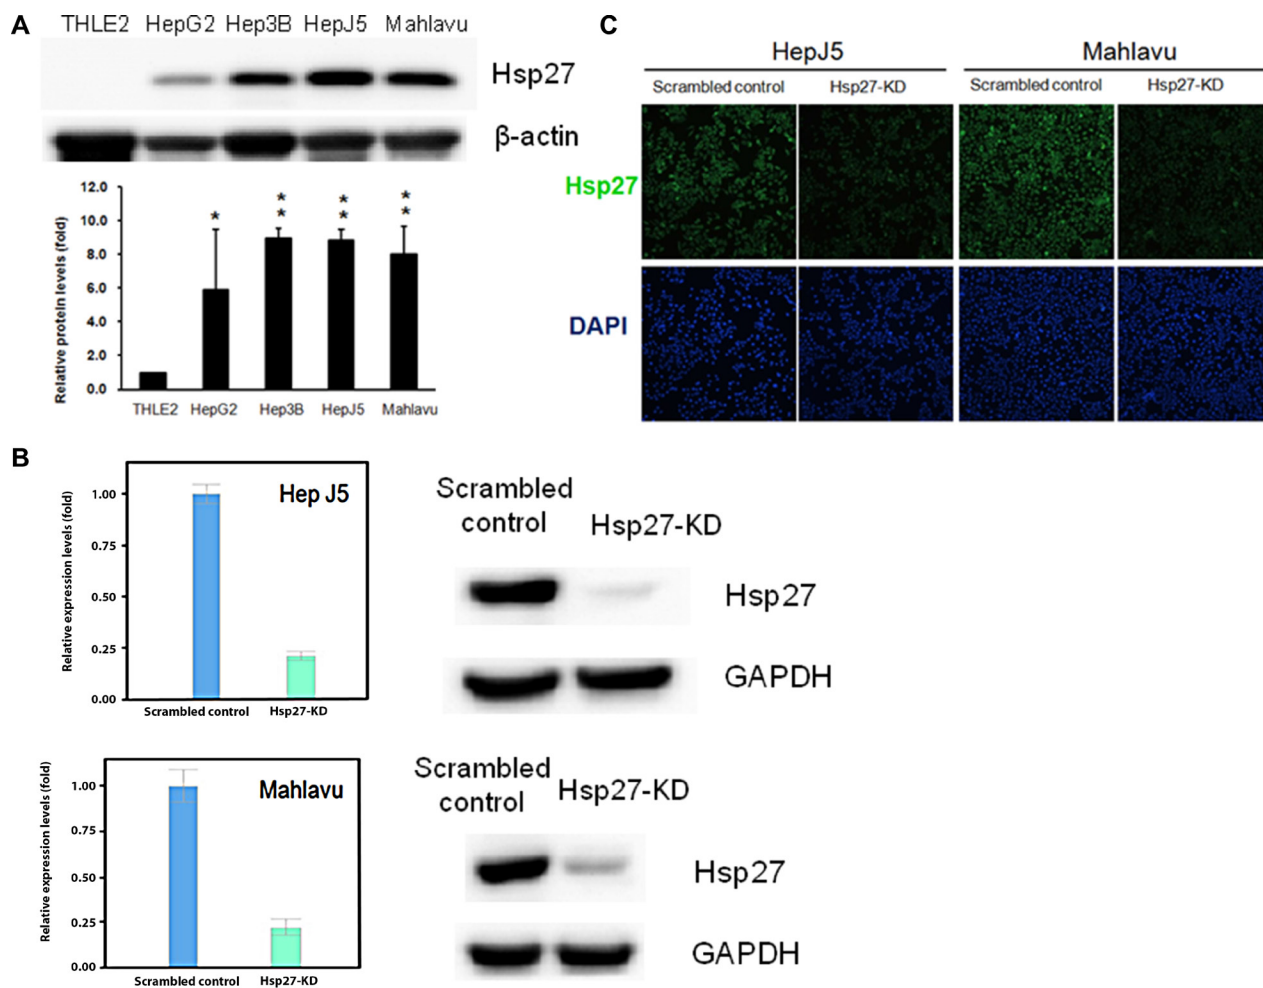 A
THLE2 HepG2 Hep3B HepJ5 Mahlavu
Hsp27
β-actin
Relative protein levels (fold)
12.0
10.0
8.0
6.0
4.0
2.0
0.0
*
**
**
**
THLE2 HepG2 Hep3B HepJ5 Mahlavu
C
HepJ5 Mahlavu
Scrambled control Hsp27-KD Scrambled control Hsp27-KD
Hsp27
DAPI
B
Relative expression levels (fold)
1.00
0.75
0.50
0.25
0.00
Hep J5
Scrambled control Hsp27-KD
Scrambled
control
Hsp27-KD
Hsp27
GAPDH
Relative expression levels (fold)
1.00
0.75
0.50
0.25
0.00
Mahlavu
Scrambled control Hsp27-KD
Scrambled
control
Hsp27-KD
Hsp27
GAPDH